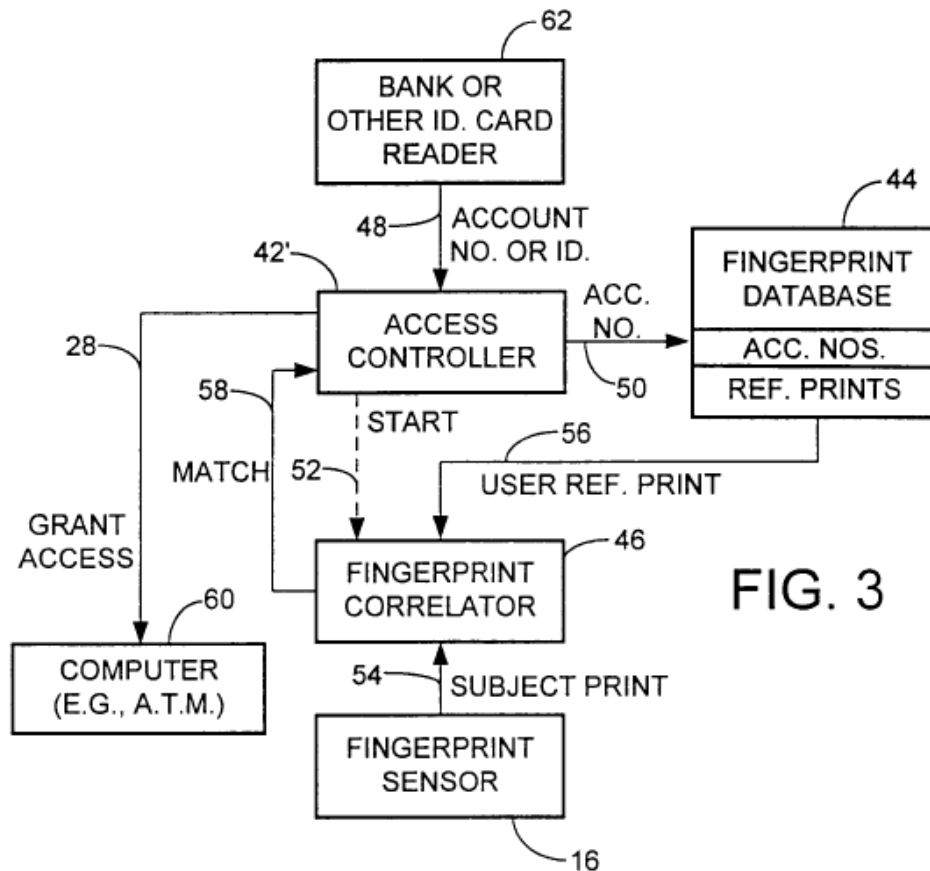 62
BANK OR
OTHER ID. CARD
READER
48
ACCOUNT
NO. OR ID.
44
42'
FINGERPRINT
DATABASE
ACC. NOS.
REF. PRINTS
ACCESS
CONTROLLER
ACC.
NO.
50
28
58
START
56
MATCH
52
USER REF. PRINT
GRANT
ACCESS
46
FINGERPRINT
CORRELATOR
FIG. 3
60
COMPUTER
(E.G., A.T.M.)
54
SUBJECT PRINT
FINGERPRINT
SENSOR
16